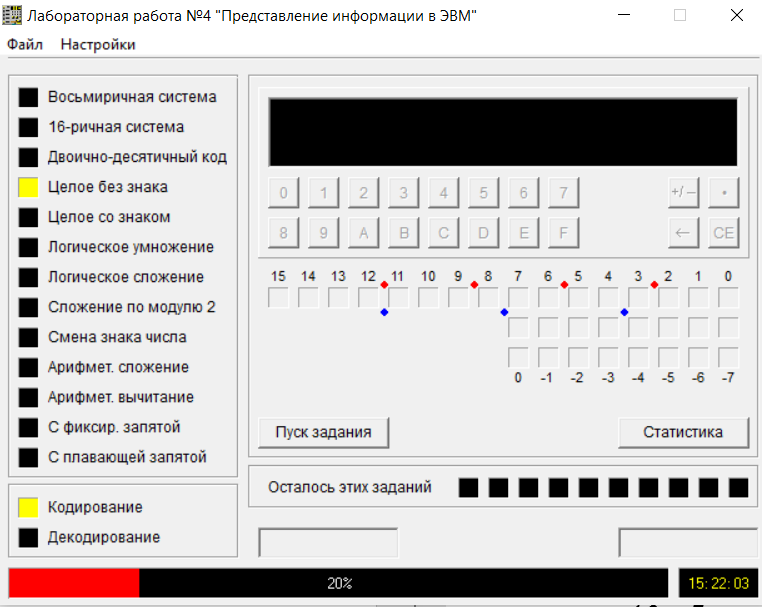 Лабораторная работа №4 "Представление информации в ЭВМ"
Файл Настройки
Восьмиричная система
16-ричная система
Двоично-десятичный код
Целое без знака
Целое со знаком
Логическое умножение
Логическое сложение
Сложение по модулю 2
Смена знака числа
Арифмет. сложение
Арифмет. вычитание
С фиксир. запятой
С плавающей запятой
Кодирование
Декодирование
0 1 2 3 4 5 6 7 +/– •
8 9 A B C D E F ← CE
15 14 13 12 11 10 9 8 7 6 5 4 3 2 1 0
0 -1 -2 -3 -4 -5 -6 -7
Пуск задания Статистика
Осталось этих заданий
20% 15:22:03